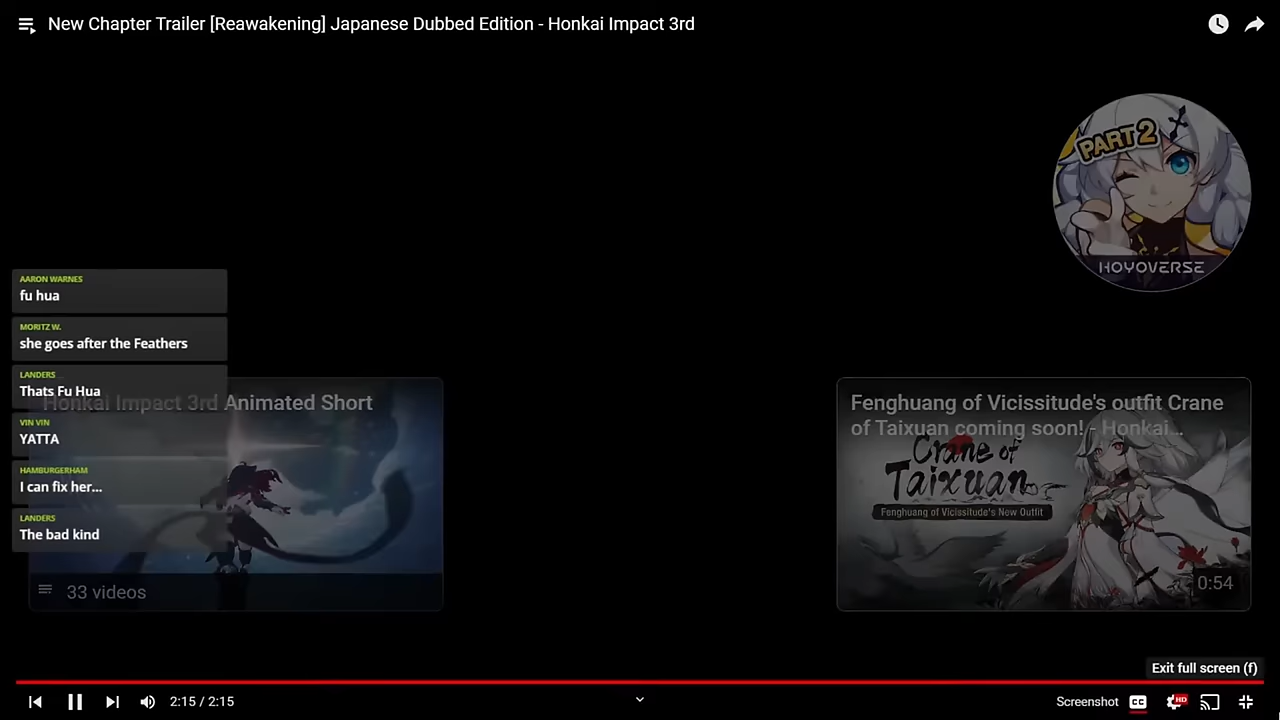 New Chapter Trailer [Reawakening] Japanese Dubbed Edition - Honkai Impact 3rd
PART 2
HOYOVERSE
AARON WARNES
fu hua
MORITZ W.
she goes after the Feathers
LANDERS
Thats Fu Hua
VIN VIN
YATTA
HAMBURGERHAM
I can fix her...
LANDERS
The bad kind
Honkai Impact 3rd Animated Short
33 videos
Fenghuang of Vicissitude's outfit Crane
of Taixuan coming soon! - Honkai...
Crane of
Taixuan
Fenghuang of Vicissitude's New Outfit
0:54
Exit full screen (f)
2:15 / 2:15
Screenshot
CC
HD